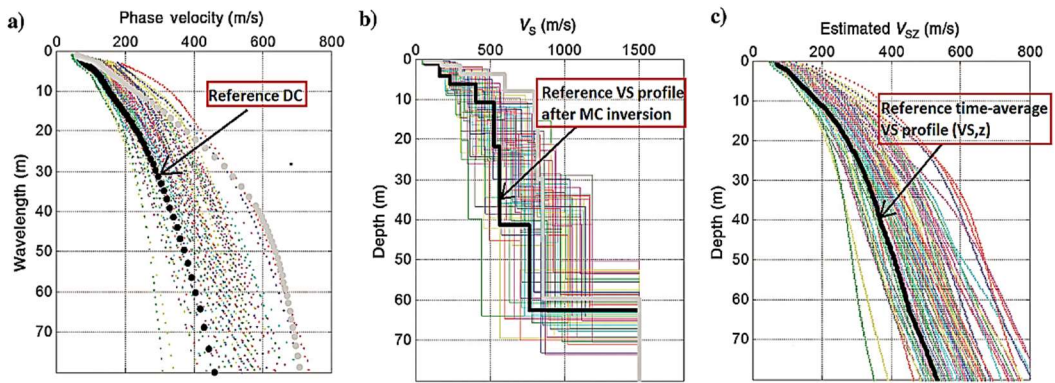 a)
Phase velocity (m/s)
0 200 400 600 800
0
10
20
30
40
50
60
70
Wavelength (m)
Reference DC
b)
Vs (m/s)
0 500 1000 1500
0
10
20
30
40
50
60
70
Depth (m)
Reference VS profile
after MC inversion
c)
Estimated VSZ (m/s)
0 200 400 600 800
0
10
20
30
40
50
60
70
Depth (m)
Reference time-average
VS profile (VS,z)